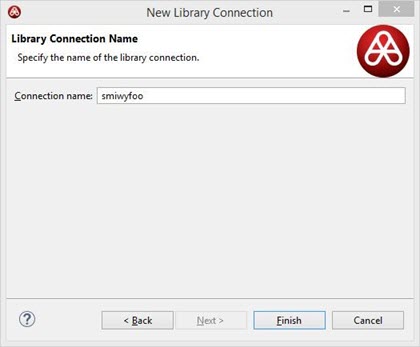 New Library Connection
Library Connection Name
Specify the name of the library connection.
Connection name: smiwyfoo
< Back Next > Finish Cancel